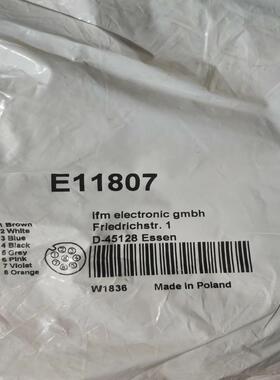 E11807
ifm electronic gmbh
Friedrichstr. 1
D-45128 Essen
1 Brown
2 White
3 Blue
4 Black
5 Grey
6 Pink
7 Violet
8 Orange
W1836
Made in Poland